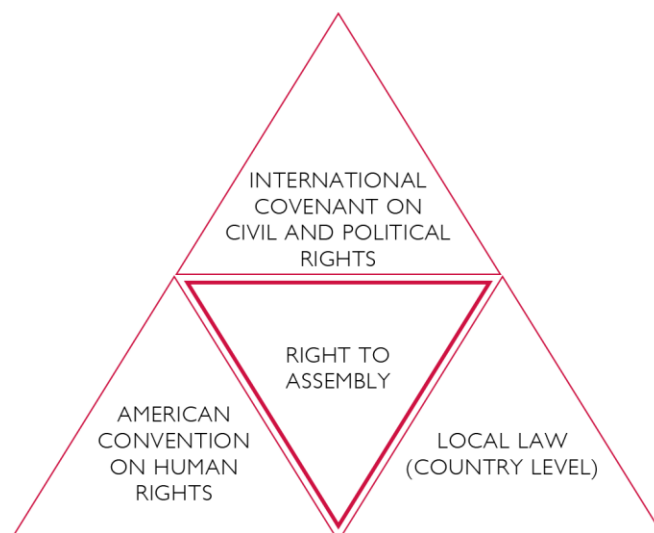 INTERNATIONAL
COVENANT ON
CIVIL AND POLITICAL
RIGHTS
RIGHT TO
ASSEMBLY
AMERICAN
CONVENTION
ON HUMAN
RIGHTS
LOCAL LAW
(COUNTRY LEVEL)